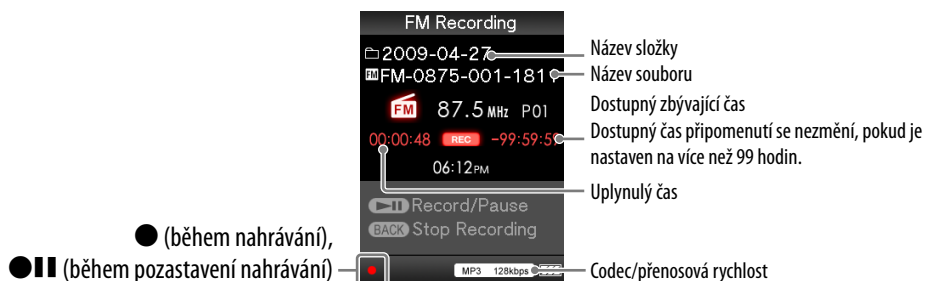 FM Recording
2009-04-27
FM-0875-001-181
FM 87.5 MHz P01
00:00:48 REC -99:59:59
06:12 PM
Record/Pause
BACK Stop Recording
MP3 128kbps
Název složky
Název souboru
Dostupný zbývající čas
Dostupný čas připomenutí se nezmění, pokud je
nastaven na více než 99 hodin.
Uplynulý čas
Codec/přenosová rychlost
(během nahrávání),
(během pozastavení nahrávání)